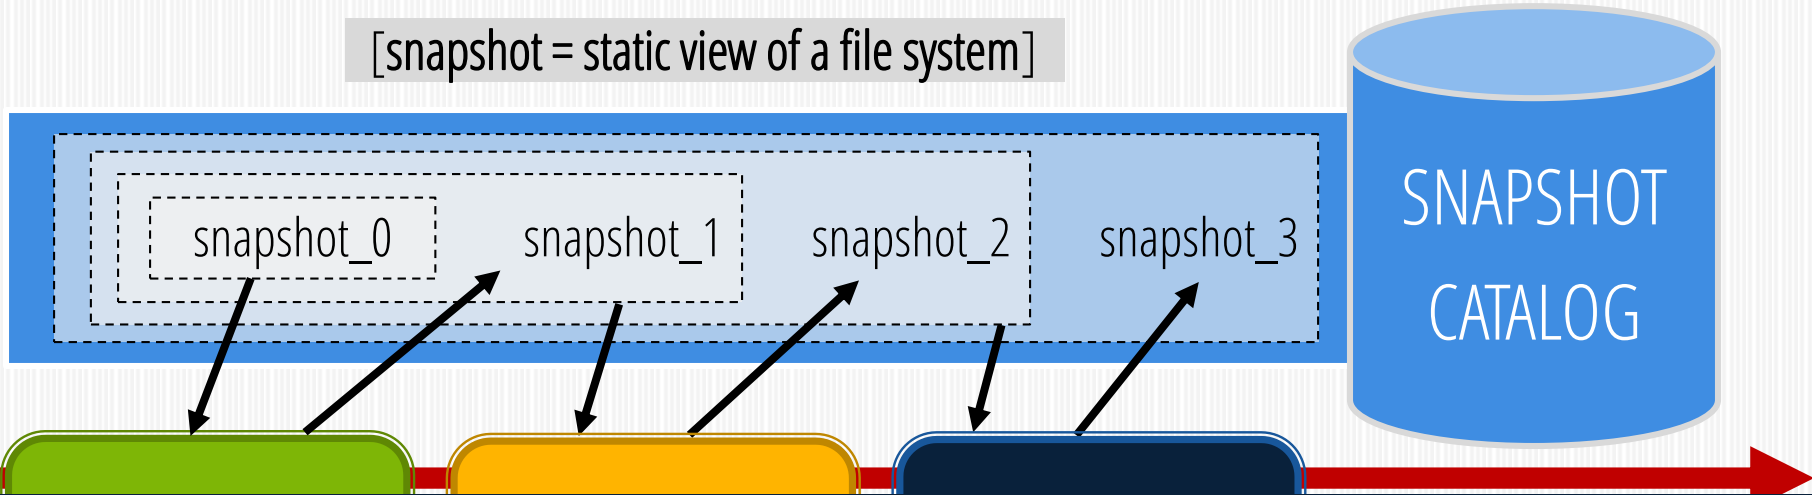 [snapshot = static view of a file system]
snapshot_0 snapshot_1 snapshot_2 snapshot_3
SNAPSHOT
CATALOG